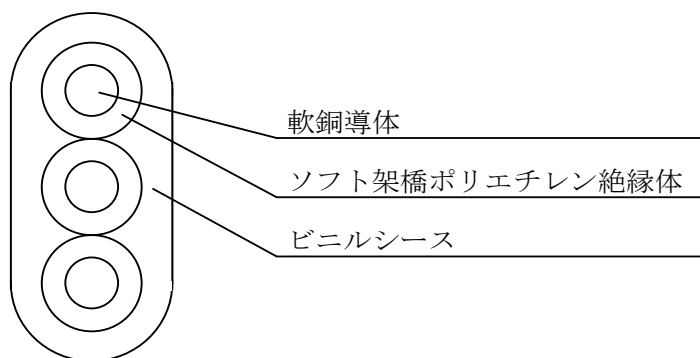 軟銅導体
ソフト架橋ポリエチレン絶縁体
ビニルシース